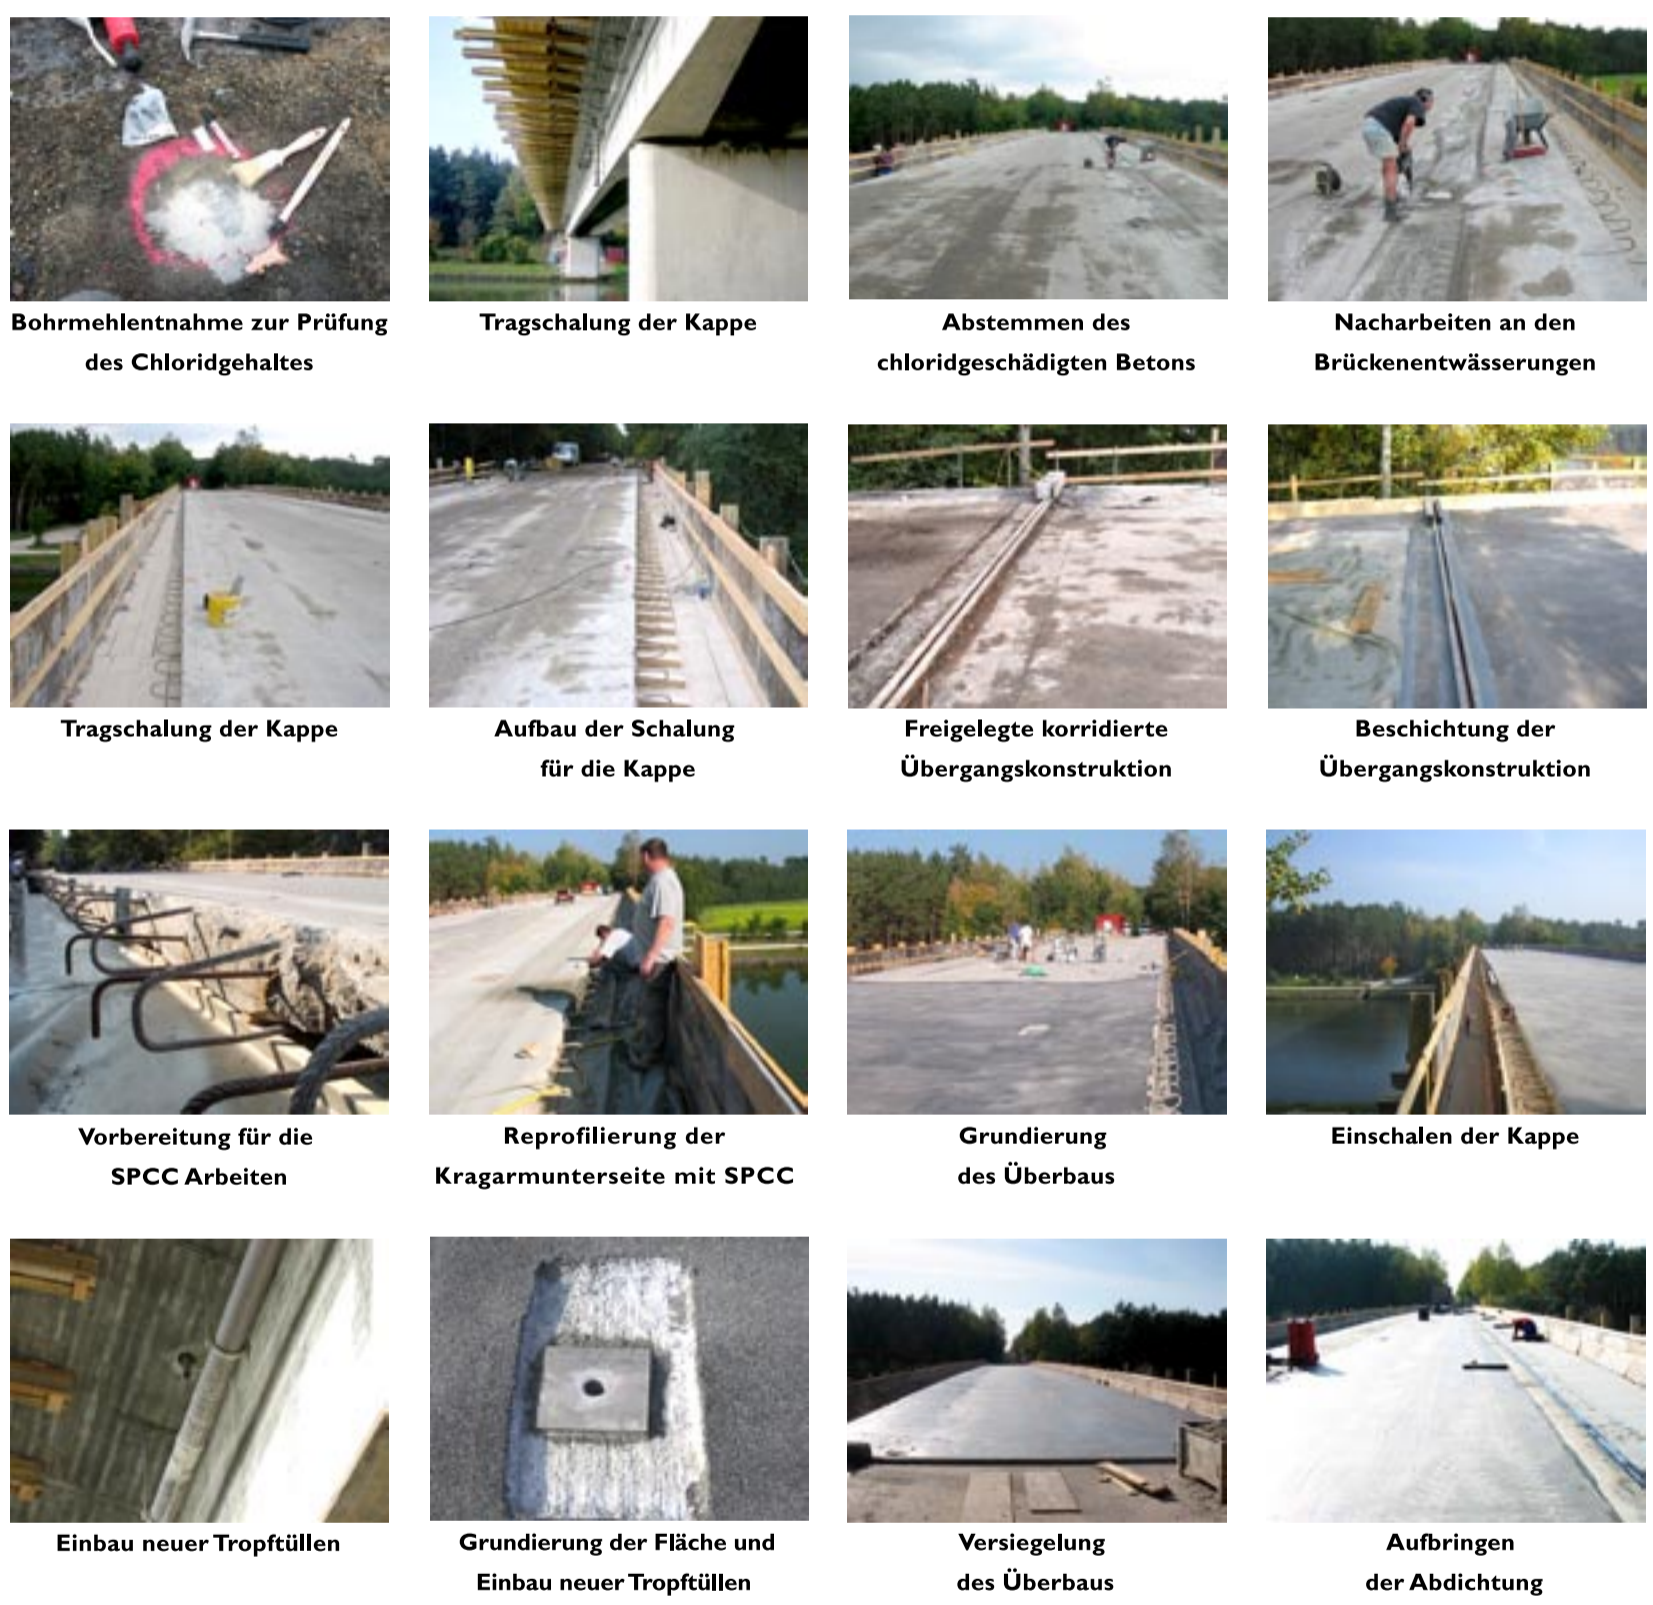 Bohrmehlentnahme zur Prüfung
des Chloridgehaltes
Tragschalung der Kappe
Abstemmen des
chloridgeschädigten Betons
Nacharbeiten an den
Brückenentwässerungen
Tragschalung der Kappe
Aufbau der Schalung
für die Kappe
Freigelegte korridierte
Übergangskonstruktion
Beschichtung der
Übergangskonstruktion
Vorbereitung für die
SPCC Arbeiten
Reprofilierung der
Kragarmunterseite mit SPCC
Grundierung
des Überbaus
Einschalen der Kappe
Einbau neuer Tropftüllen
Grundierung der Fläche und
Einbau neuer Tropftüllen
Versiegelung
des Überbaus
Aufbringen
der Abdichtung